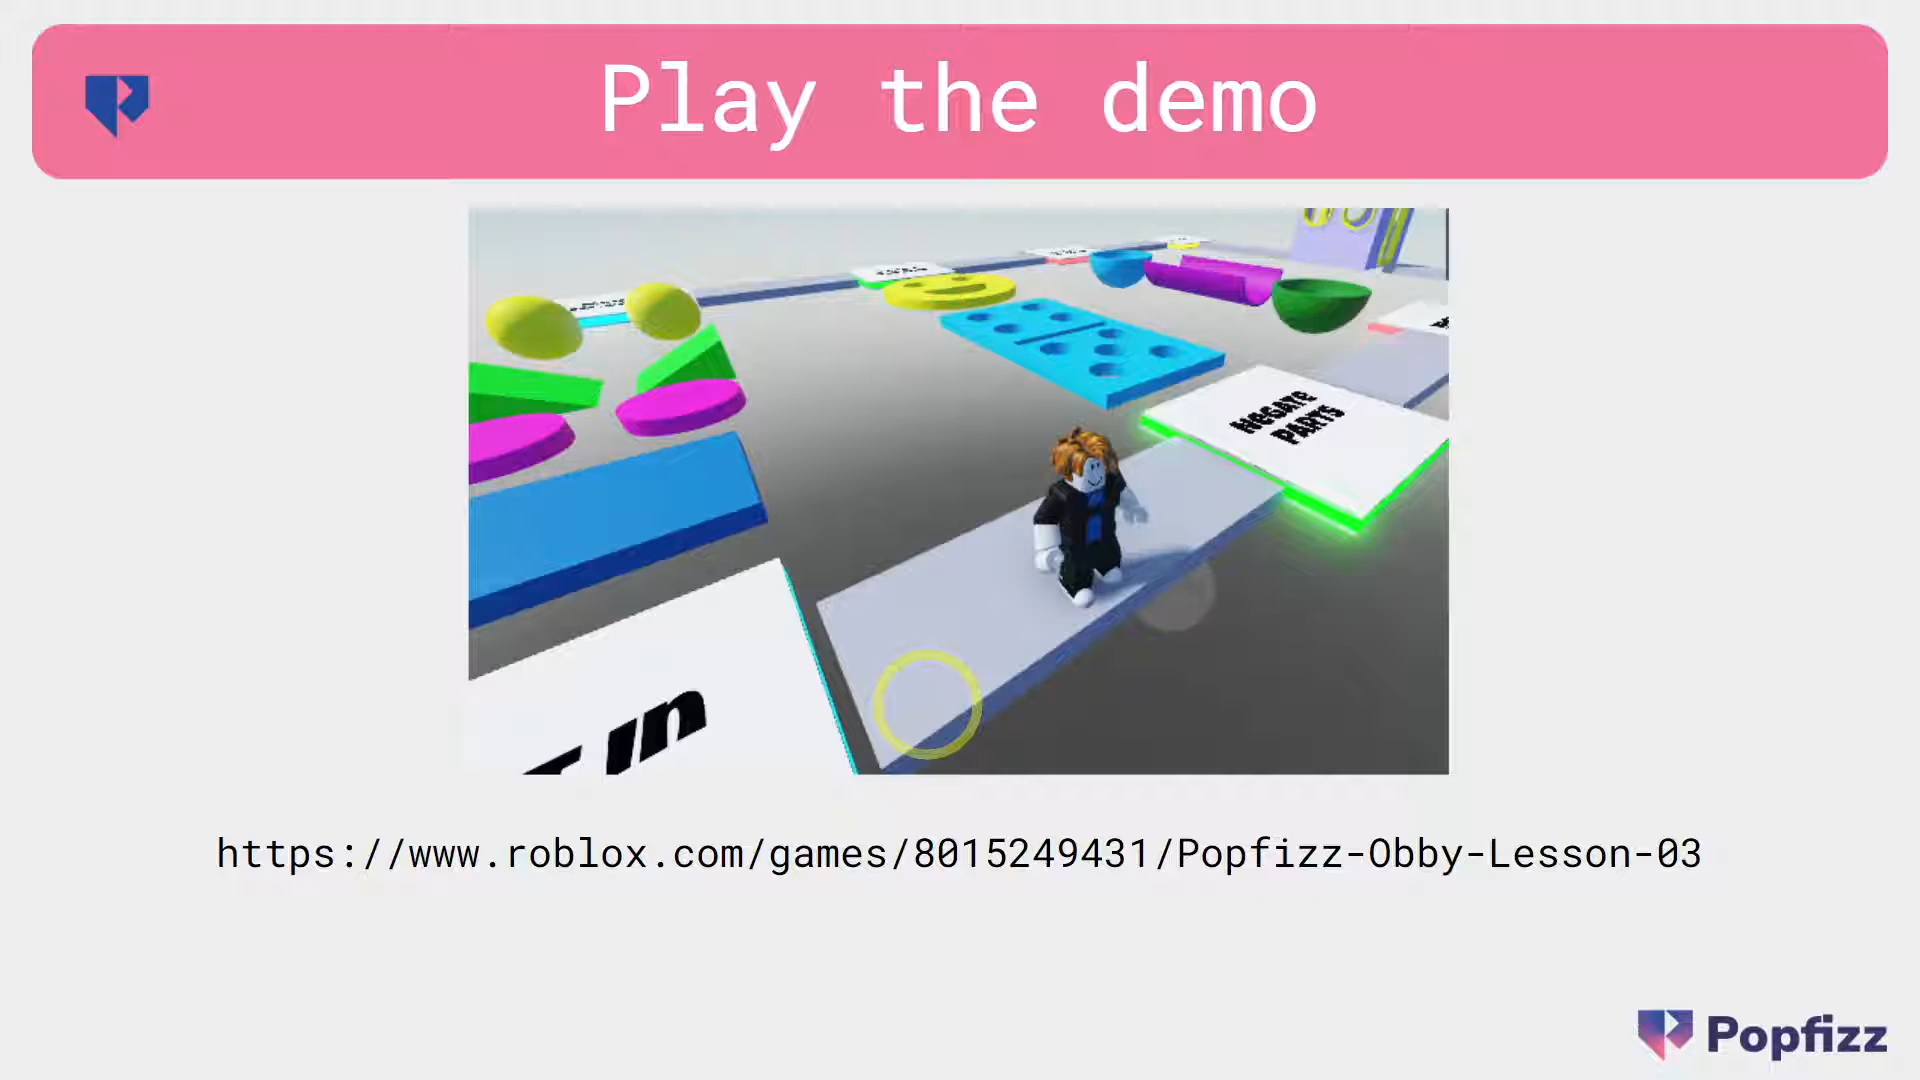 Play the demo
NeGATe
PARTS
https://www.roblox.com/games/8015249431/Popfizz-Obby-Lesson-03
Popfizz